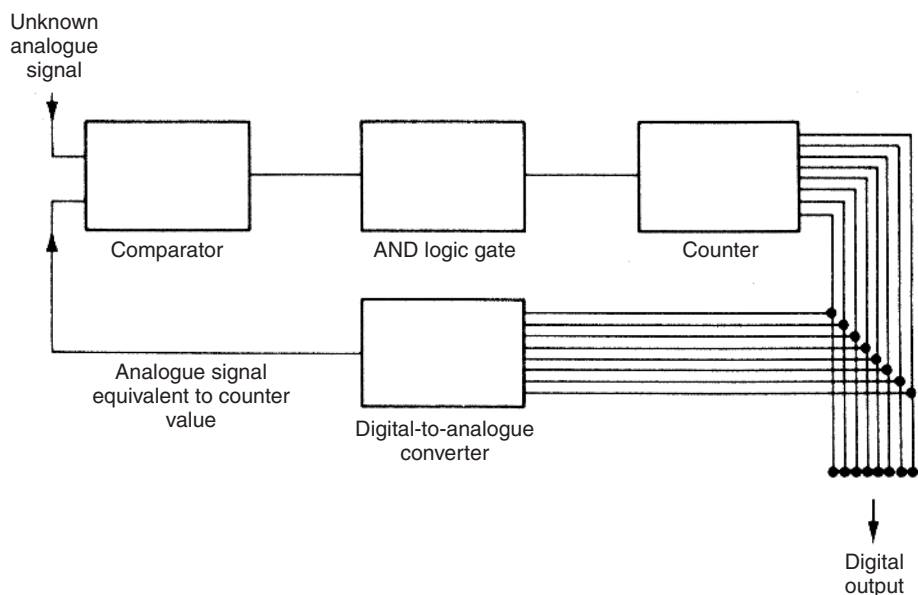 Unknown
analogue
signal
Comparator
AND logic gate
Counter
Analogue signal
equivalent to counter
value
Digital-to-analogue
converter
Digital
output